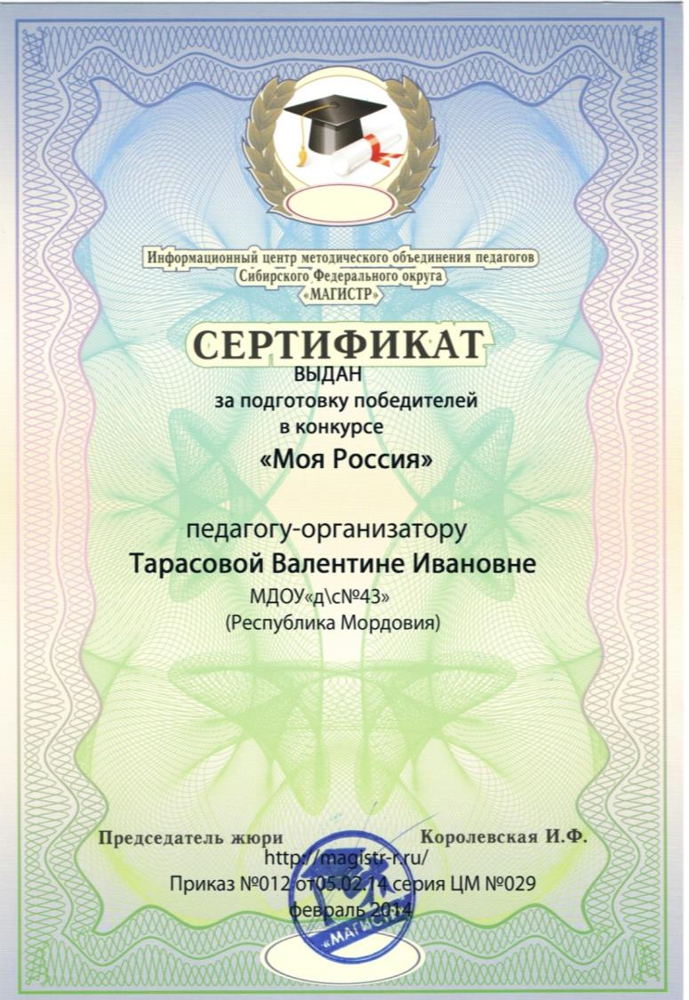 Информационный центр методического объединения педагогов
Сибирского Федерального округа
«МАГИСТР»
СЕРТИФИКАТ
ВЫДАН
за подготовку победителей
в конкурсе
«Моя Россия»
педагогу-организатору
Тарасовой Валентине Ивановне
МДОУ«д\с№43»
(Республика Мордовия)
Председатель жюри Королевская И.Ф.
http://magistr-r.ru/
Приказ №012 от05.02.14 серия ЦМ №029
февраль 2014
«МАГИСТР»